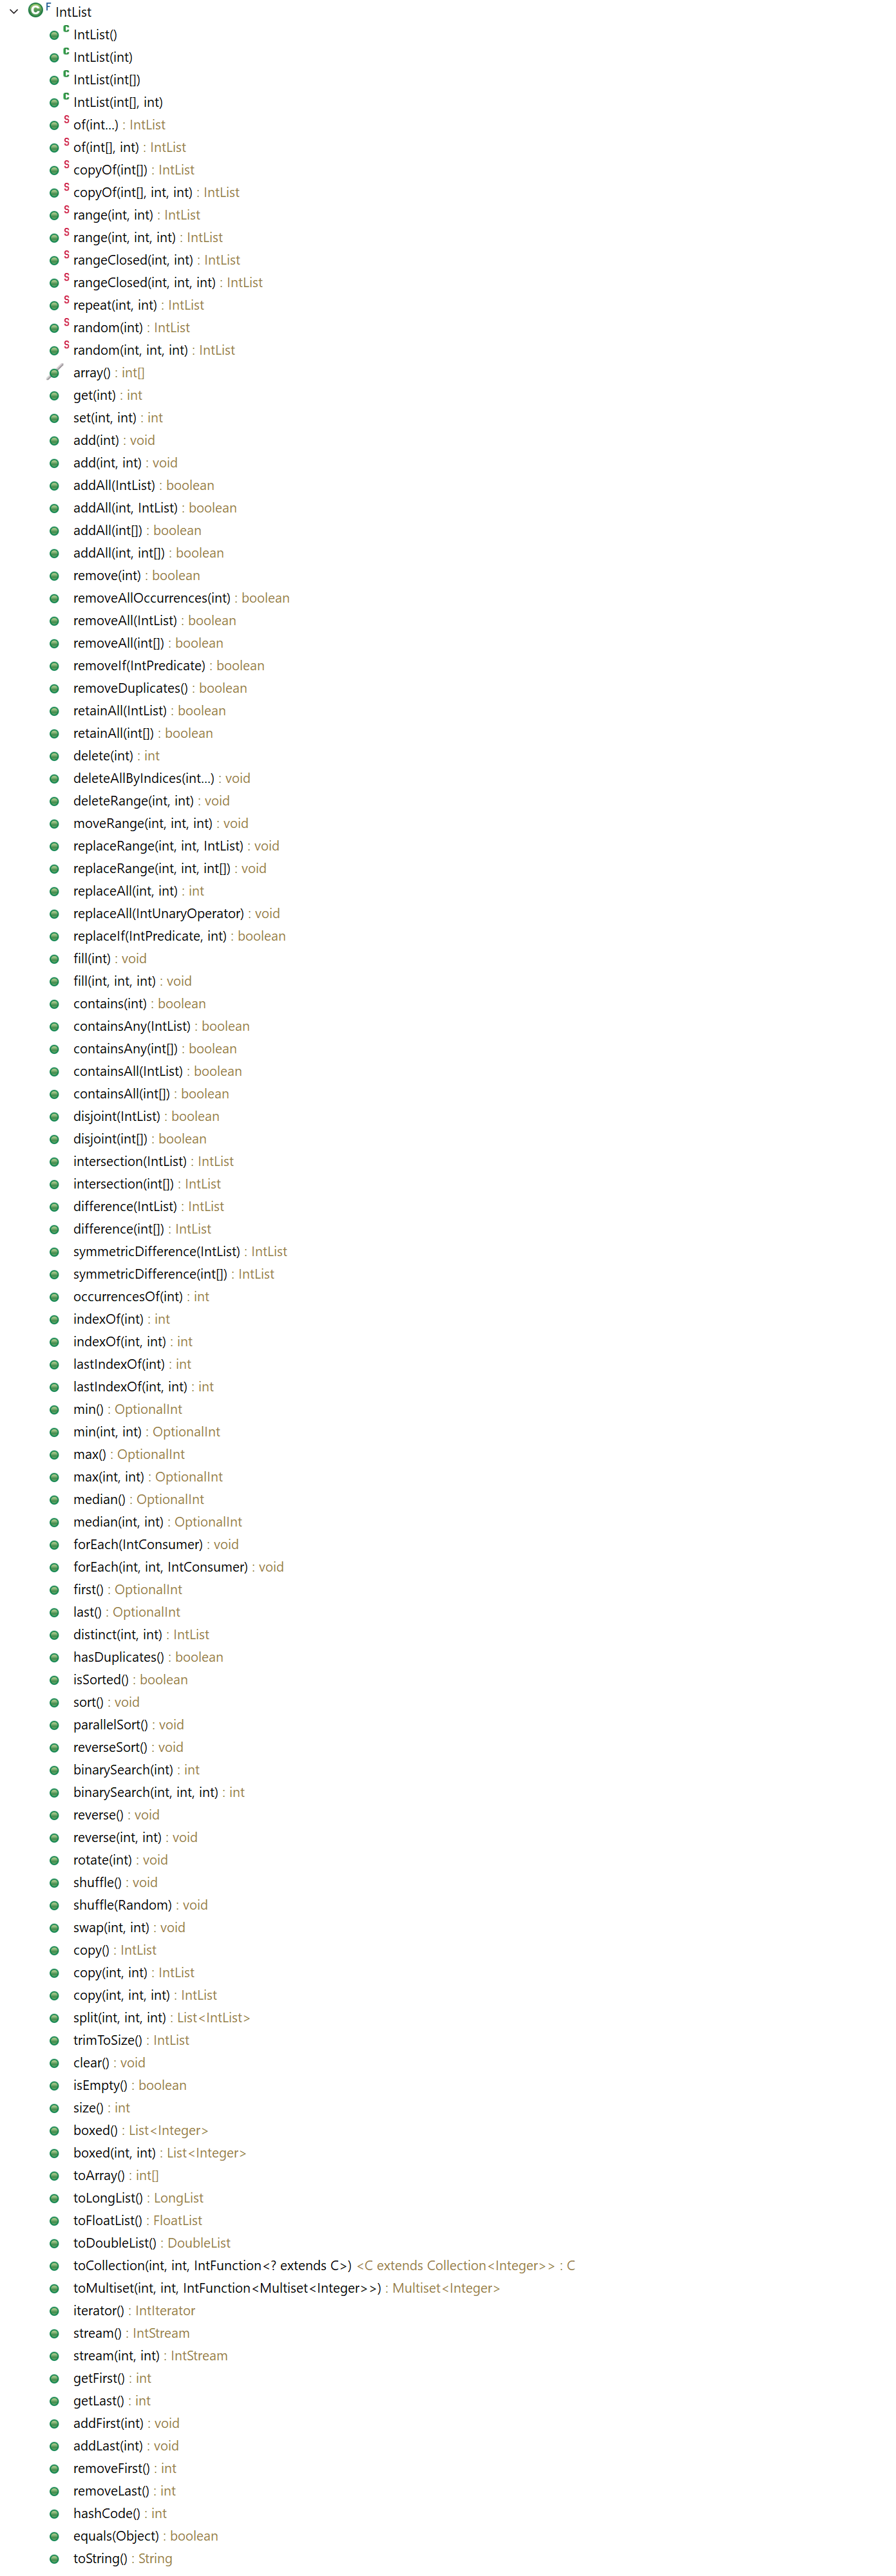 IntList
IntList()
IntList(int)
IntList(int[])
IntList(int[], int)
of(int...) : IntList
of(int[], int) : IntList
copyOf(int[]) : IntList
copyOf(int[], int, int) : IntList
range(int, int) : IntList
range(int, int, int) : IntList
rangeClosed(int, int) : IntList
rangeClosed(int, int, int) : IntList
repeat(int, int) : IntList
random(int) : IntList
random(int, int, int) : IntList
array() : int[]
get(int) : int
set(int, int) : int
add(int) : void
add(int, int) : void
addAll(IntList) : boolean
addAll(int, IntList) : boolean
addAll(int[]) : boolean
addAll(int, int[]) : boolean
remove(int) : boolean
removeAllOccurrences(int) : boolean
removeAll(IntList) : boolean
removeAll(int[]) : boolean
removeIf(IntPredicate) : boolean
removeDuplicates() : boolean
retainAll(IntList) : boolean
retainAll(int[]) : boolean
delete(int) : int
deleteAllByIndices(int...) : void
deleteRange(int, int) : void
moveRange(int, int, int) : void
replaceRange(int, int, IntList) : void
replaceRange(int, int, int[]) : void
replaceAll(int, int) : int
replaceAll(IntUnaryOperator) : void
replaceIf(IntPredicate, int) : boolean
fill(int) : void
fill(int, int, int) : void
contains(int) : boolean
containsAny(IntList) : boolean
containsAny(int[]) : boolean
containsAll(IntList) : boolean
containsAll(int[]) : boolean
disjoint(IntList) : boolean
disjoint(int[]) : boolean
intersection(IntList) : IntList
intersection(int[]) : IntList
difference(IntList) : IntList
difference(int[]) : IntList
symmetricDifference(IntList) : IntList
symmetricDifference(int[]) : IntList
occurrencesOf(int) : int
indexOf(int) : int
indexOf(int, int) : int
lastIndexOf(int) : int
lastIndexOf(int, int) : int
min() : OptionalInt
min(int, int) : OptionalInt
max() : OptionalInt
max(int, int) : OptionalInt
median() : OptionalInt
median(int, int) : OptionalInt
forEach(IntConsumer) : void
forEach(int, int, IntConsumer) : void
first() : OptionalInt
last() : OptionalInt
distinct(int, int) : IntList
hasDuplicates() : boolean
isSorted() : boolean
sort() : void
parallelSort() : void
reverseSort() : void
binarySearch(int) : int
binarySearch(int, int, int) : int
reverse() : void
reverse(int, int) : void
rotate(int) : void
shuffle() : void
shuffle(Random) : void
swap(int, int) : void
copy() : IntList
copy(int, int) : IntList
copy(int, int, int) : IntList
split(int, int, int) : List<IntList>
trimToSize() : IntList
clear() : void
isEmpty() : boolean
size() : int
boxed() : List<Integer>
boxed(int, int) : List<Integer>
toArray() : int[]
toLongList() : LongList
toFloatList() : FloatList
toDoubleList() : DoubleList
toCollection(int, int, IntFunction<? extends C>) <C extends Collection<Integer>> : C
toMultiset(int, int, IntFunction<Multiset<Integer>>) : Multiset<Integer>
iterator() : IntIterator
stream() : IntStream
stream(int, int) : IntStream
getFirst() : int
getLast() : int
addFirst(int) : void
addLast(int) : void
removeFirst() : int
removeLast() : int
hashCode() : int
equals(Object) : boolean
toString() : String